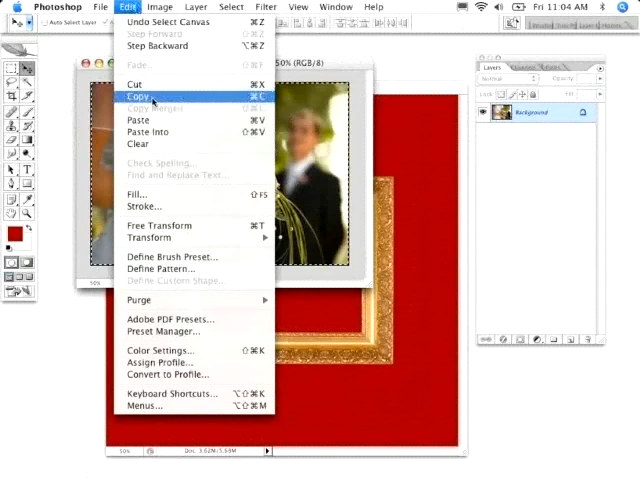 Photoshop File Edit Image Layer Select Filter View Window Help Fri 11:04 AM
Auto Select Layer
Undo Select Canvas ⌘Z
Step Forward ⇧⌘Z
Step Backward ⌥⌘Z
Fade... ⇧⌘F
50% (RGB/8)
Cut ⌘X
Copy ⌘C
Copy Merged ⇧⌘C
Paste ⌘V
Paste Into ⇧⌘V
Clear
Check Spelling...
Find and Replace Text...
Fill... ⇧F5
Stroke...
Free Transform ⌘T
Transform
Define Brush Preset...
Define Pattern...
Define Custom Shape...
Purge
Adobe PDF Presets...
Preset Manager...
Color Settings... ⇧⌘K
Assign Profile...
Convert to Profile...
Keyboard Shortcuts... ⌥⇧⌘K
Menus... ⌥⇧⌘M
Layers
Normal Opacity:
Lock: Fill:
Background
50%
50% Doc: 3.62M/5.68M